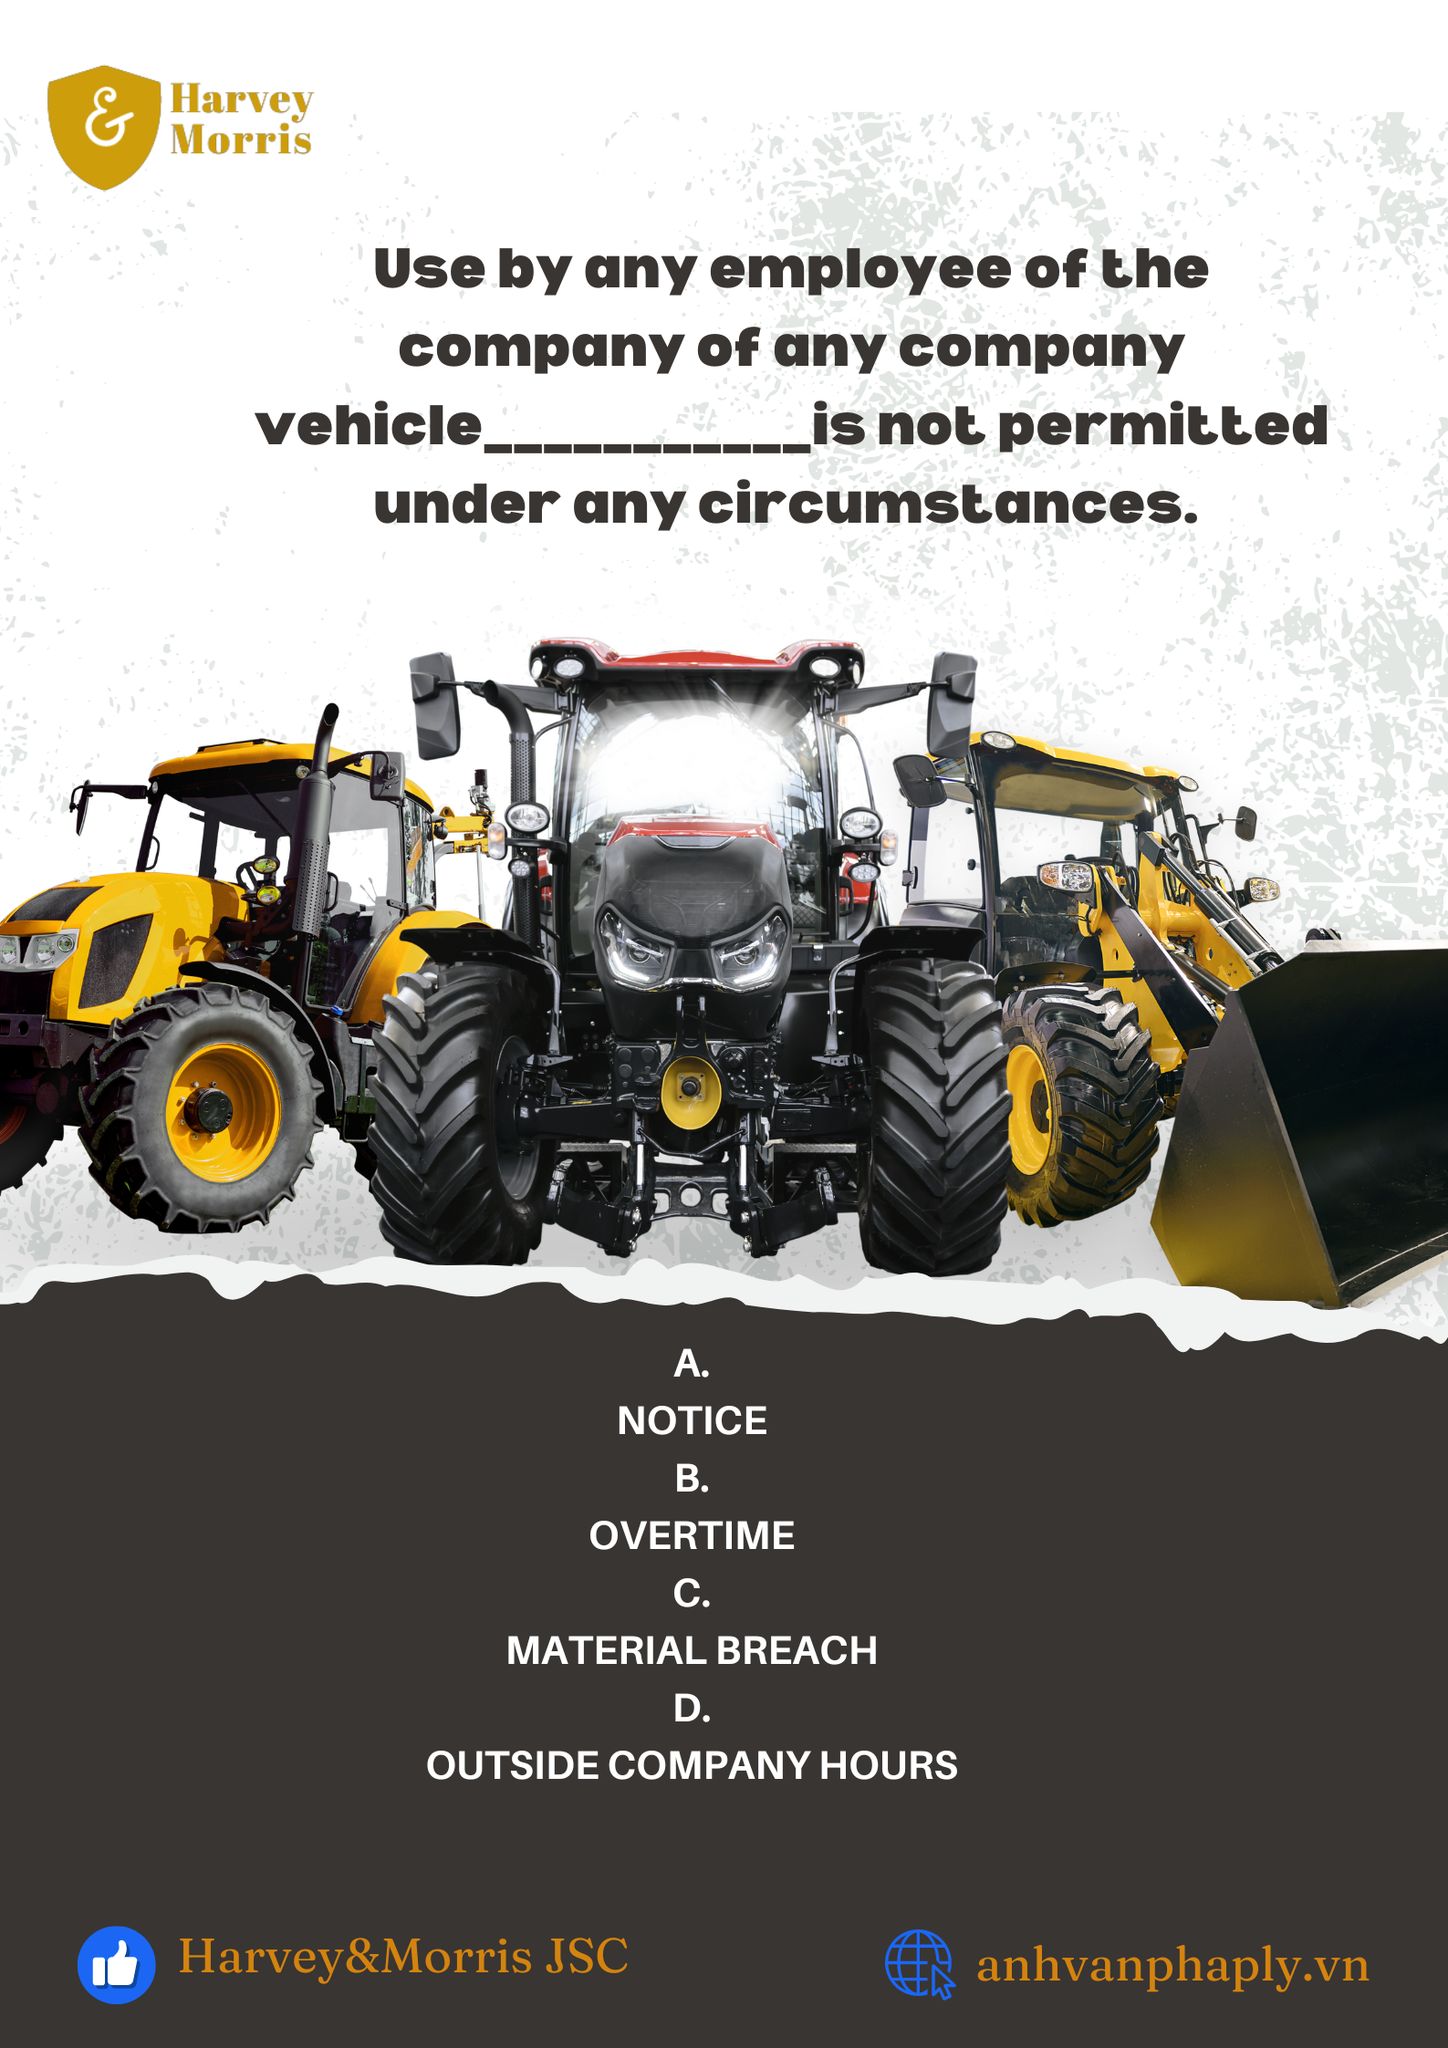 &
Harvey
Morris
Use by any employee of the
company of any company
vehicle___________is not permitted
under any circumstances.
A.
NOTICE
B.
OVERTIME
C.
MATERIAL BREACH
D.
OUTSIDE COMPANY HOURS
Harvey&Morris JSC
anhvanphaply.vn